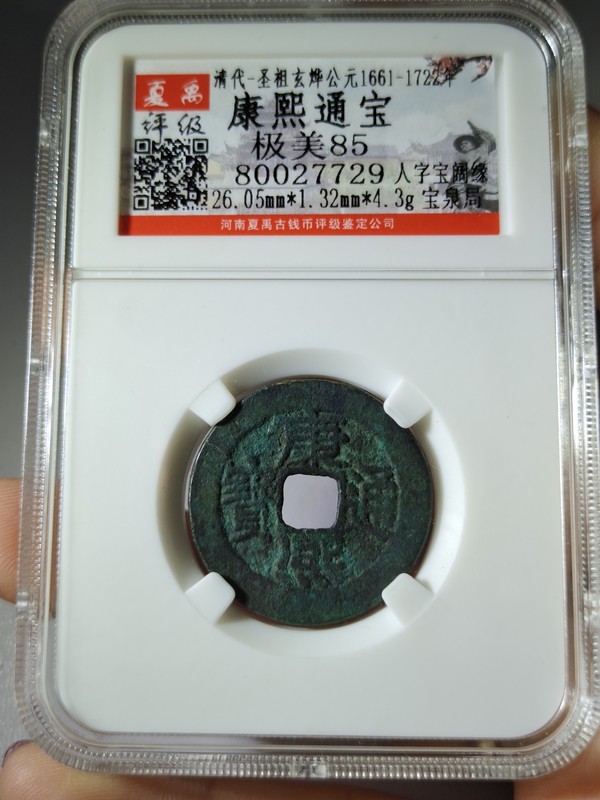 清代-圣祖玄烨公元1661-1722年
夏禹
评级
康熙通宝
极美85
80027729 人字宝阔缘
26.05mm*1.32mm*4.3g 宝泉局
河南夏禹古钱币评级鉴定公司
康熙通寶